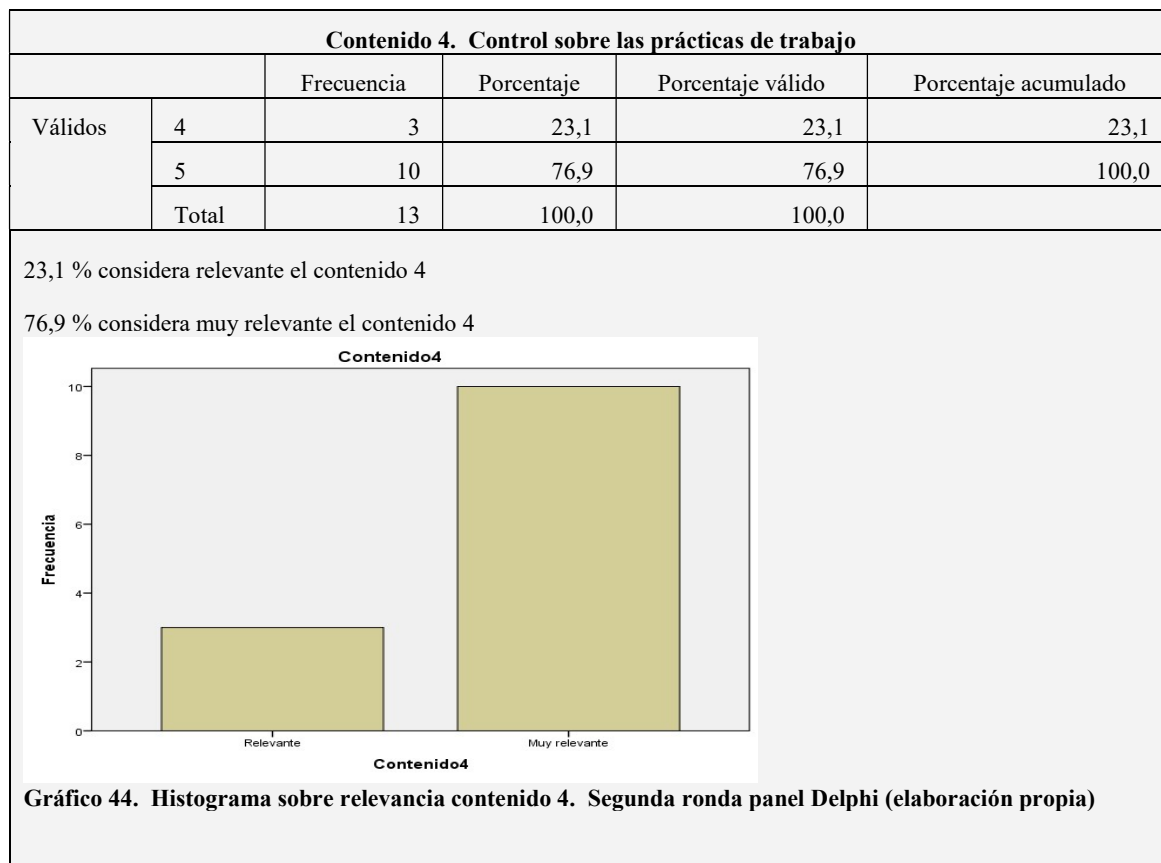 Contenido 4. Control sobre las prácticas de trabajo
Frecuencia Porcentaje Porcentaje válido Porcentaje acumulado
Válidos 4 3 23,1 23,1 23,1
5 10 76,9 76,9 100,0
Total 13 100,0 100,0
23,1 % considera relevante el contenido 4
76,9 % considera muy relevante el contenido 4
Contenido4
10
8
6
4
2
0
Frecuencia
Relevante Muy relevante
Contenido4
Gráfico 44. Histograma sobre relevancia contenido 4. Segunda ronda panel Delphi (elaboración propia)